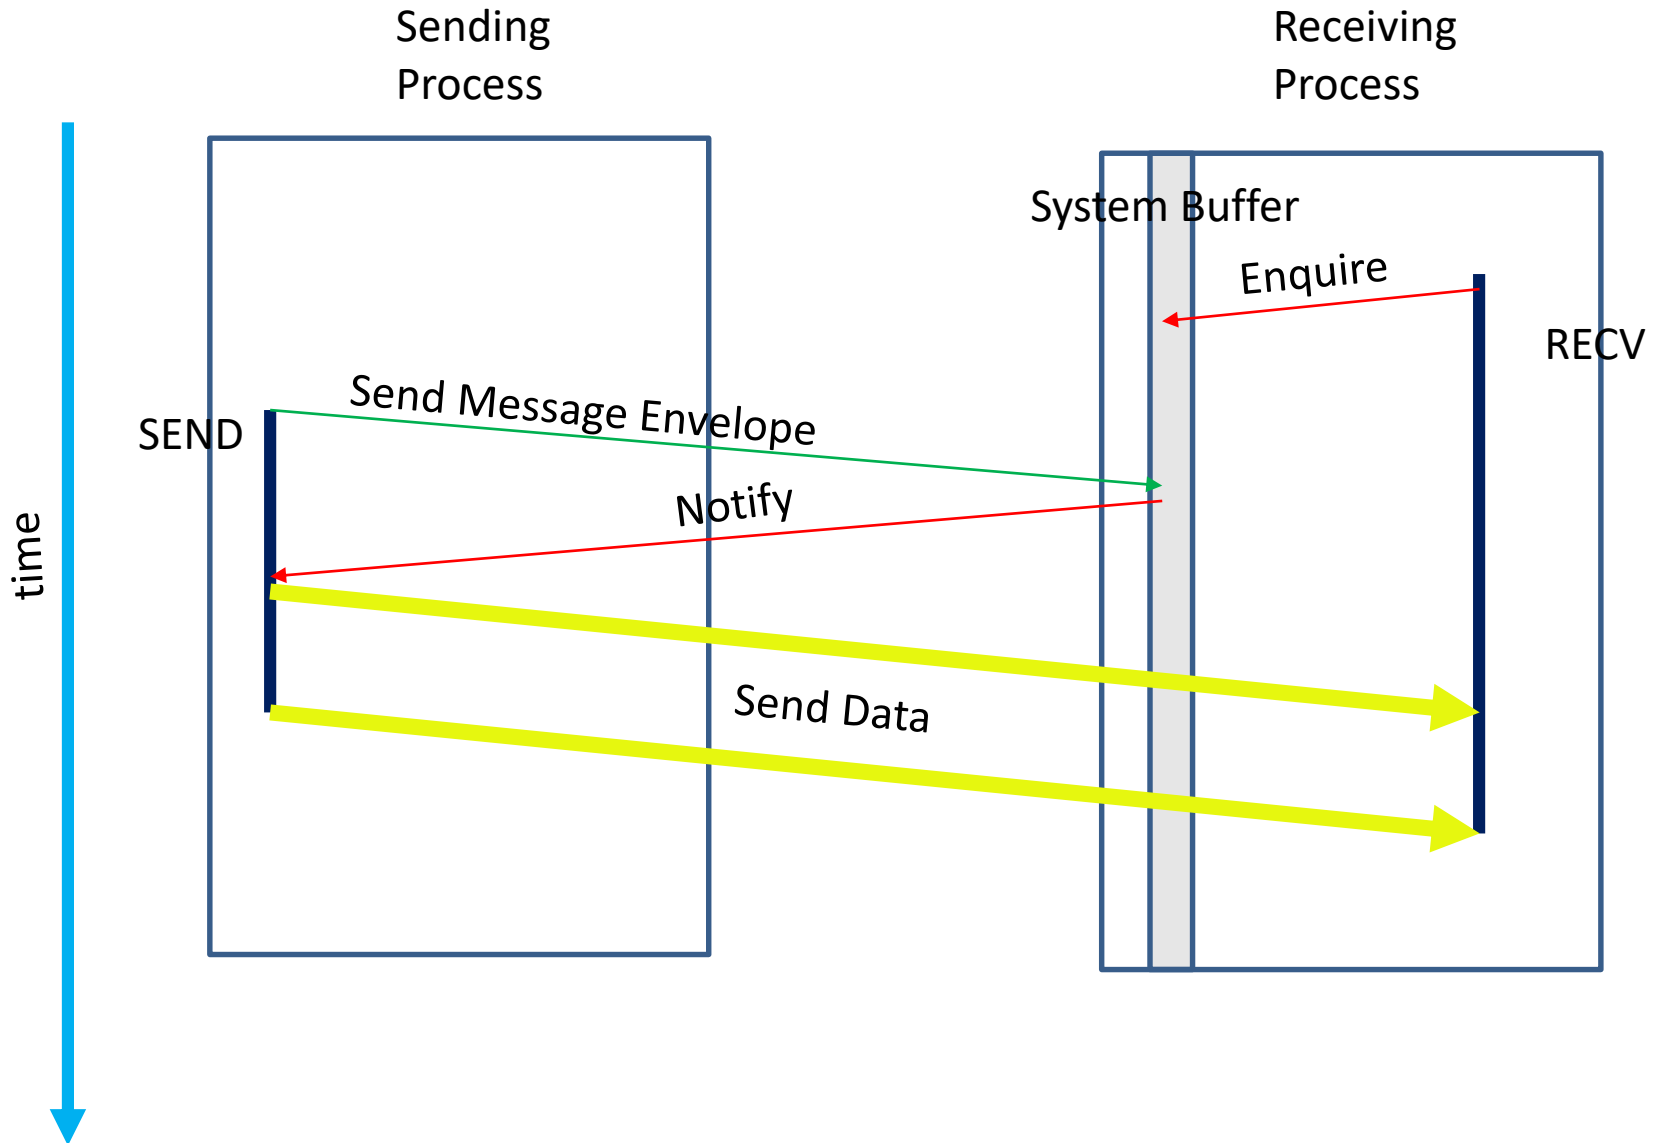 Sending
Process
Receiving
Process
System Buffer
Enquire
RECV
Send Message Envelope
SEND
Notify
time
Send Data